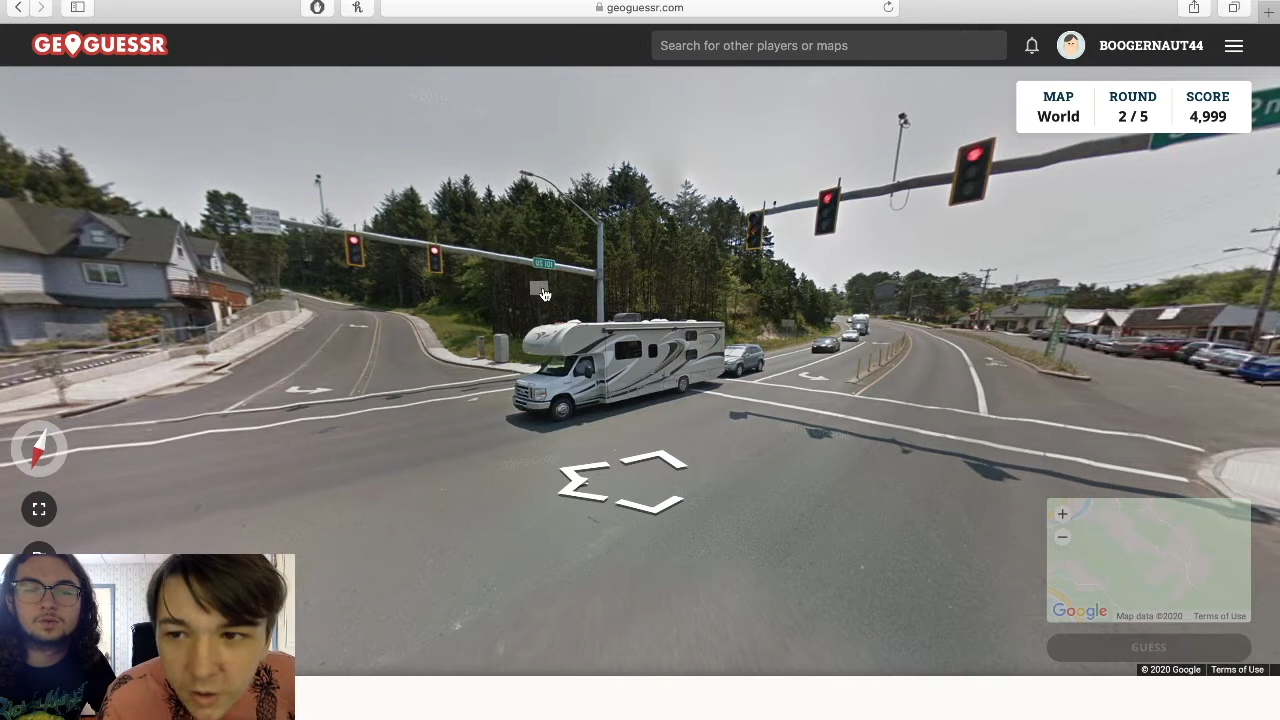 geoguessr.com
GEOGUESSR
Search for other players or maps
BOOGERNAUT44
MAP
World
ROUND
2 / 5
SCORE
4,999
US 101
GUESS
Google
Map data ©2020
Terms of Use
© 2020 Google
Terms of Use